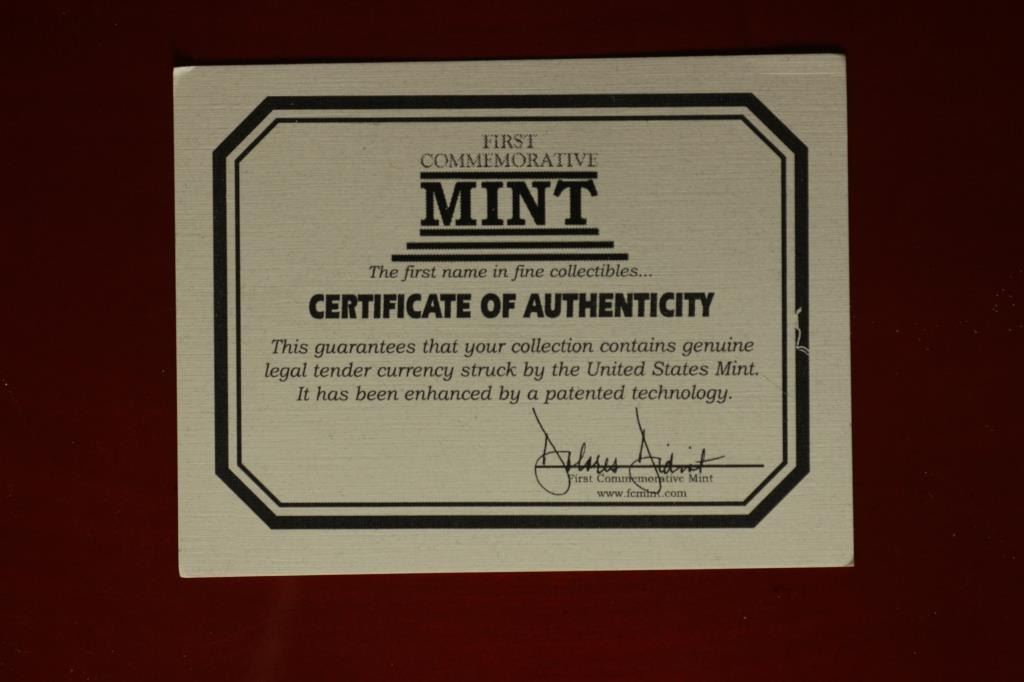 FIRST
COMMEMORATIVE
MINT
The first name in fine collectibles...
CERTIFICATE OF AUTHENTICITY
This guarantees that your collection contains genuine
legal tender currency struck by the United States Mint.
It has been enhanced by a patented technology.
Dolores
First Commemorative Mint
www.fcmint.com